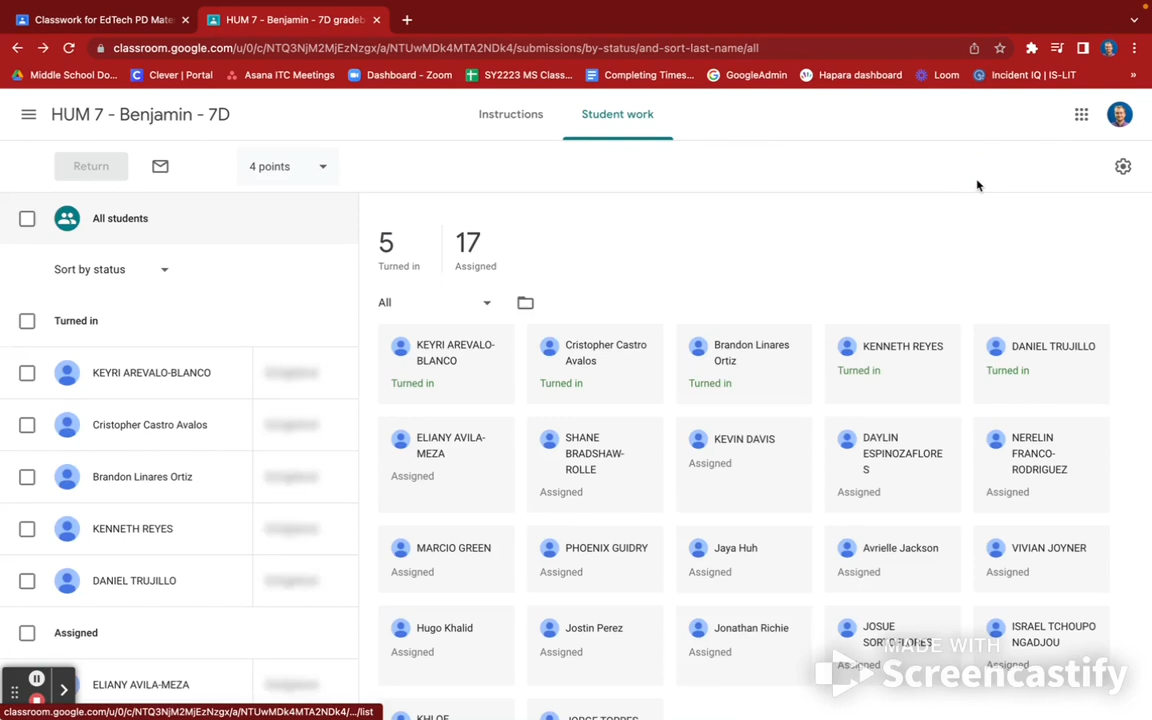 Classwork for EdTech PD Mate
HUM 7 - Benjamin - 7D gradeb
classroom.google.com/u/0/c/NTQ3NjM2MjEzNzgx/a/NTUwMDk4MTA2NDk4/submissions/by-status/and-sort-last-name/all
Middle School Do... Clever | Portal Asana ITC Meetings Dashboard - Zoom SY2223 MS Class... Completing Times... GoogleAdmin Hapara dashboard Loom Incident IQ | IS-LIT »
HUM 7 - Benjamin - 7D
Instructions
Student work
Return
4 points
All students
Sort by status
Turned in
KEYRI AREVALO-BLANCO
Cristopher Castro Avalos
Brandon Linares Ortiz
KENNETH REYES
DANIEL TRUJILLO
Assigned
ELIANY AVILA-MEZA
5
Turned in
17
Assigned
All
KEYRI AREVALO-
BLANCO
Turned in
Cristopher Castro
Avalos
Turned in
Brandon Linares
Ortiz
Turned in
KENNETH REYES
Turned in
DANIEL TRUJILLO
Turned in
ELIANY AVILA-
MEZA
Assigned
SHANE
BRADSHAW-
ROLLE
Assigned
KEVIN DAVIS
Assigned
DAYLIN
ESPINOZAFLORE
S
Assigned
NERELIN
FRANCO-
RODRIGUEZ
Assigned
MARCIO GREEN
Assigned
PHOENIX GUIDRY
Assigned
Jaya Huh
Assigned
Avrielle Jackson
Assigned
VIVIAN JOYNER
Assigned
Hugo Khalid
Assigned
Jostin Perez
Assigned
Jonathan Richie
Assigned
JOSUE
Assigned
ISRAEL TCHOUPO
NGADJOU
Assigned
MADE WITH
Screencastify
classroom.google.com/u/0/c/NTQ3NjM2MjEzNzgx/a/NTUwMDk4MTA2NDk4/.../list